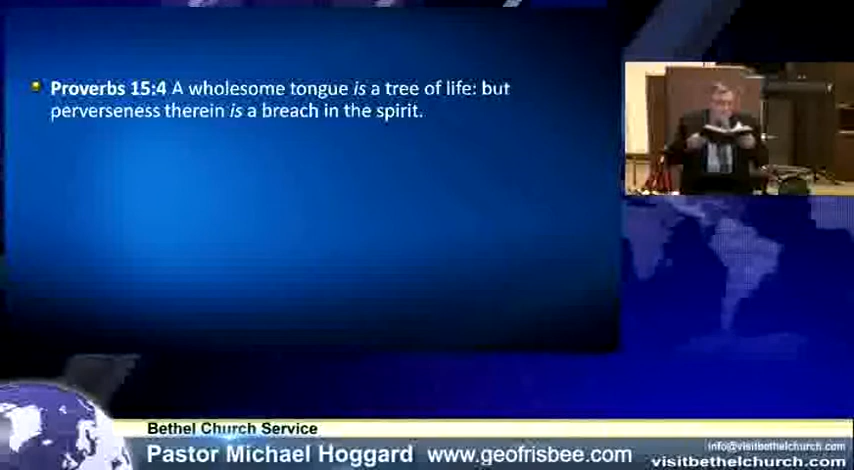 Proverbs 15:4 A wholesome tongue is a tree of life: but
perverseness therein is a breach in the spirit.
Bethel Church Service
Pastor Michael Hoggard www.geofrisbee.com
info@visitbethelchurch.com
visitbethelchurch.com